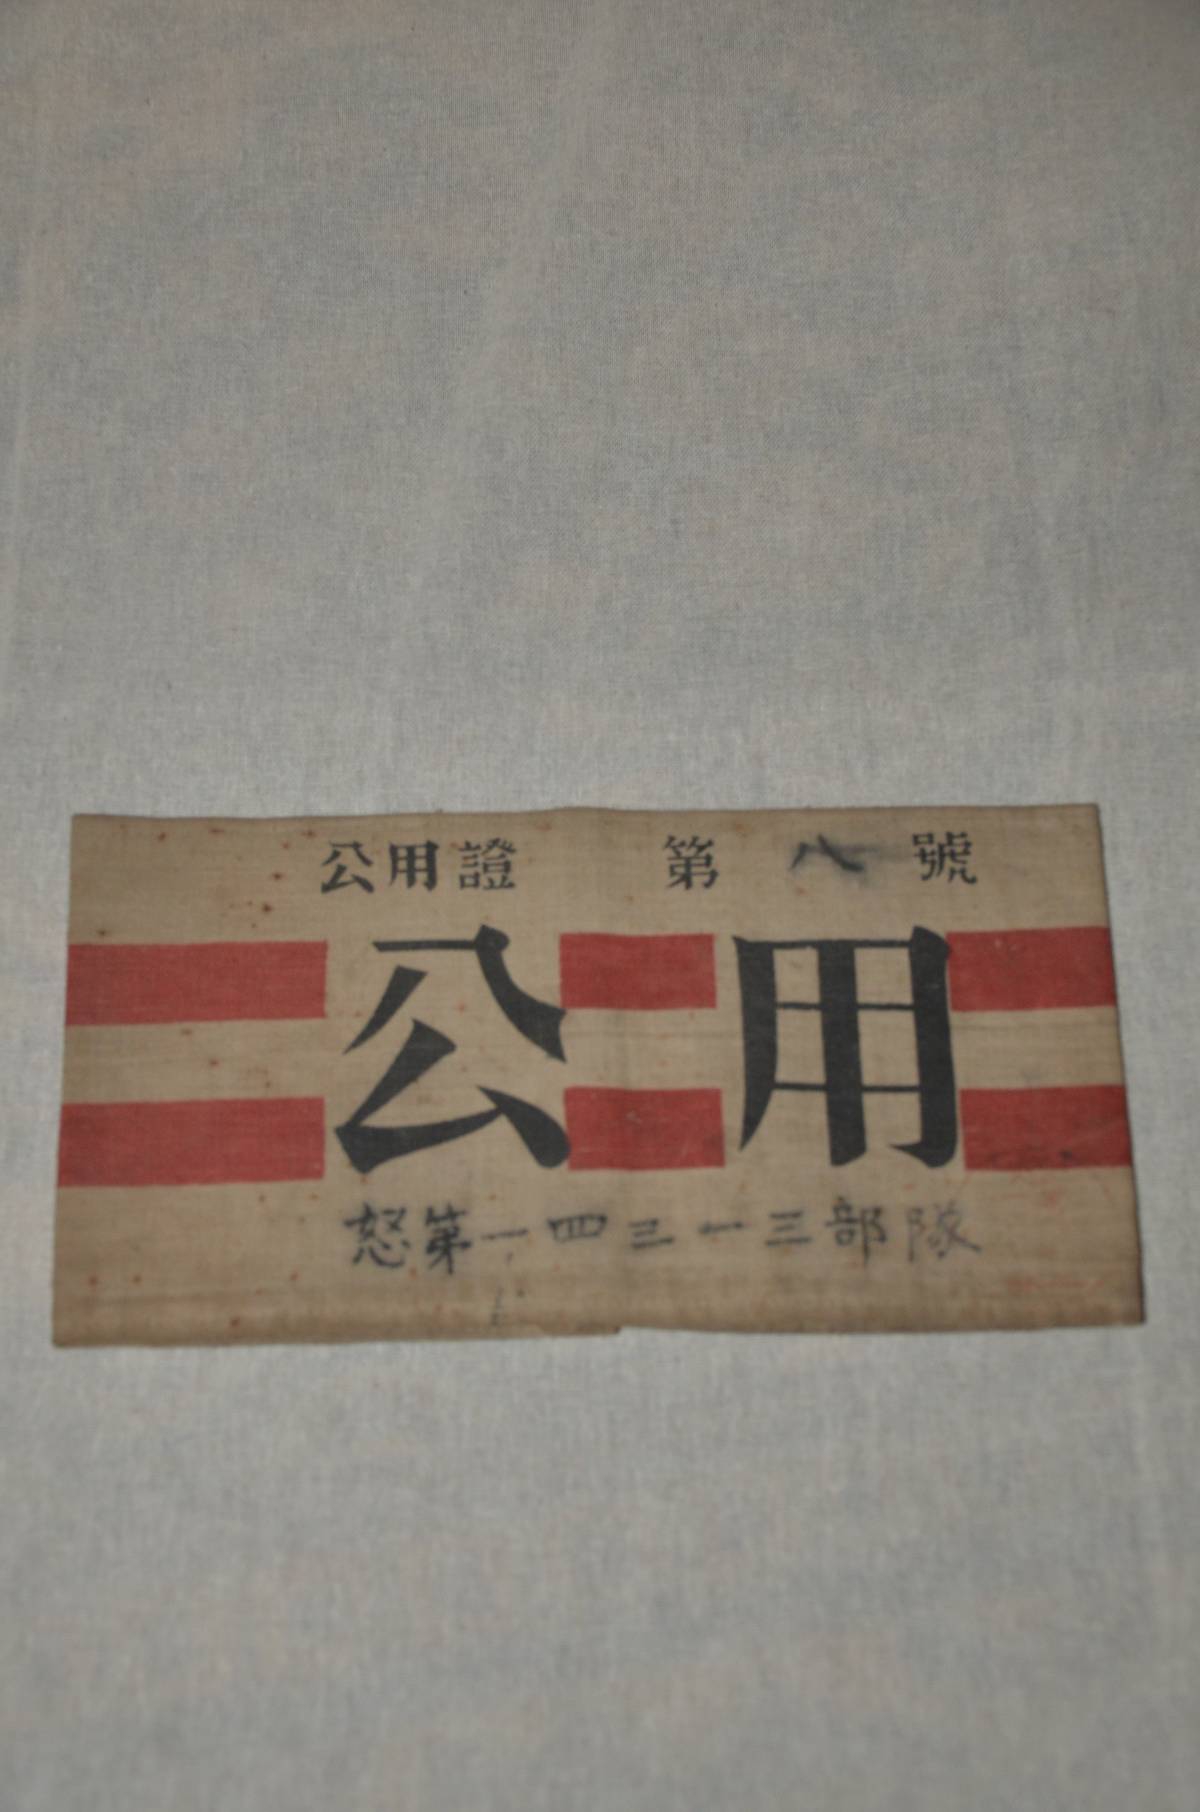 公用證 第八號
公用
怒第一四三一三部隊